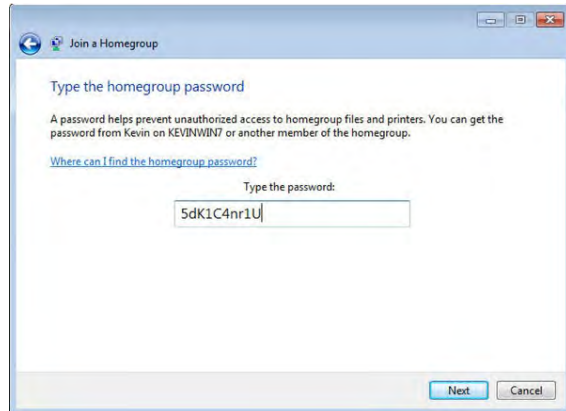 Join a Homegroup
Type the homegroup password
A password helps prevent unauthorized access to homegroup files and printers. You can get the
password from Kevin on KEVINWIN7 or another member of the homegroup.
Where can I find the homegroup password?
Type the password:
5dK1C4nr1U
Next
Cancel